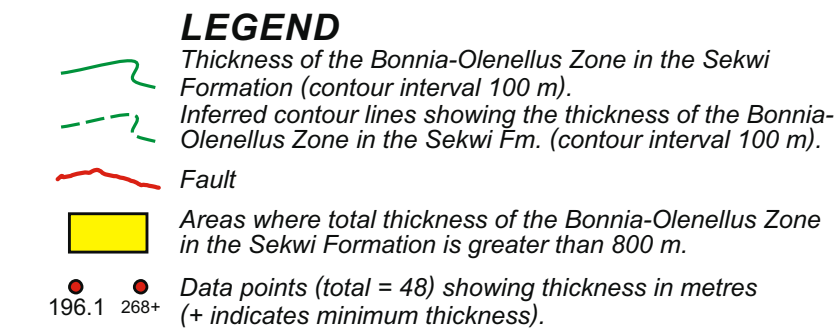 LEGEND
Thickness of the Bonnia-Olenellus Zone in the Sekwi
Formation (contour interval 100 m).
Inferred contour lines showing the thickness of the Bonnia-
Olenellus Zone in the Sekwi Fm. (contour interval 100 m).
Fault
Areas where total thickness of the Bonnia-Olenellus Zone
in the Sekwi Formation is greater than 800 m.
196.1 268+ Data points (total = 48) showing thickness in metres
(+ indicates minimum thickness).